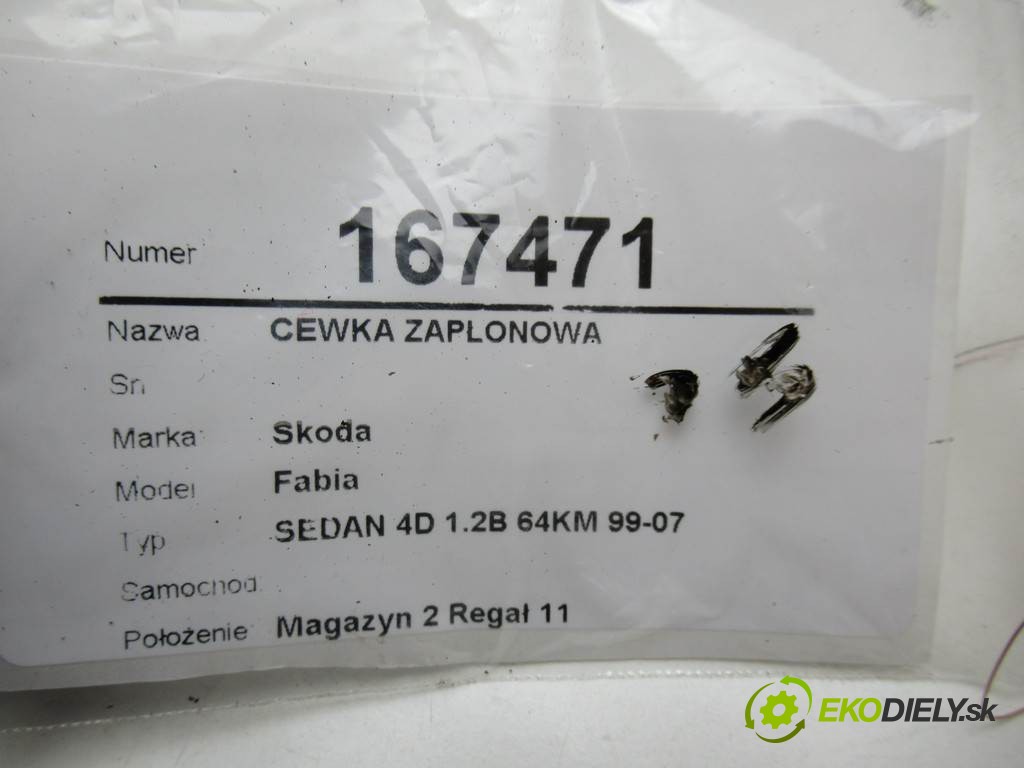 Numer 167471
Nazwa CEWKA ZAPLONOWA
Sn
Marka Skoda
Model Fabia
Typ SEDAN 4D 1.2B 64KM 99-07
Samochod
Położenie Magazyn 2 Regał 11
EKODIELY.sk